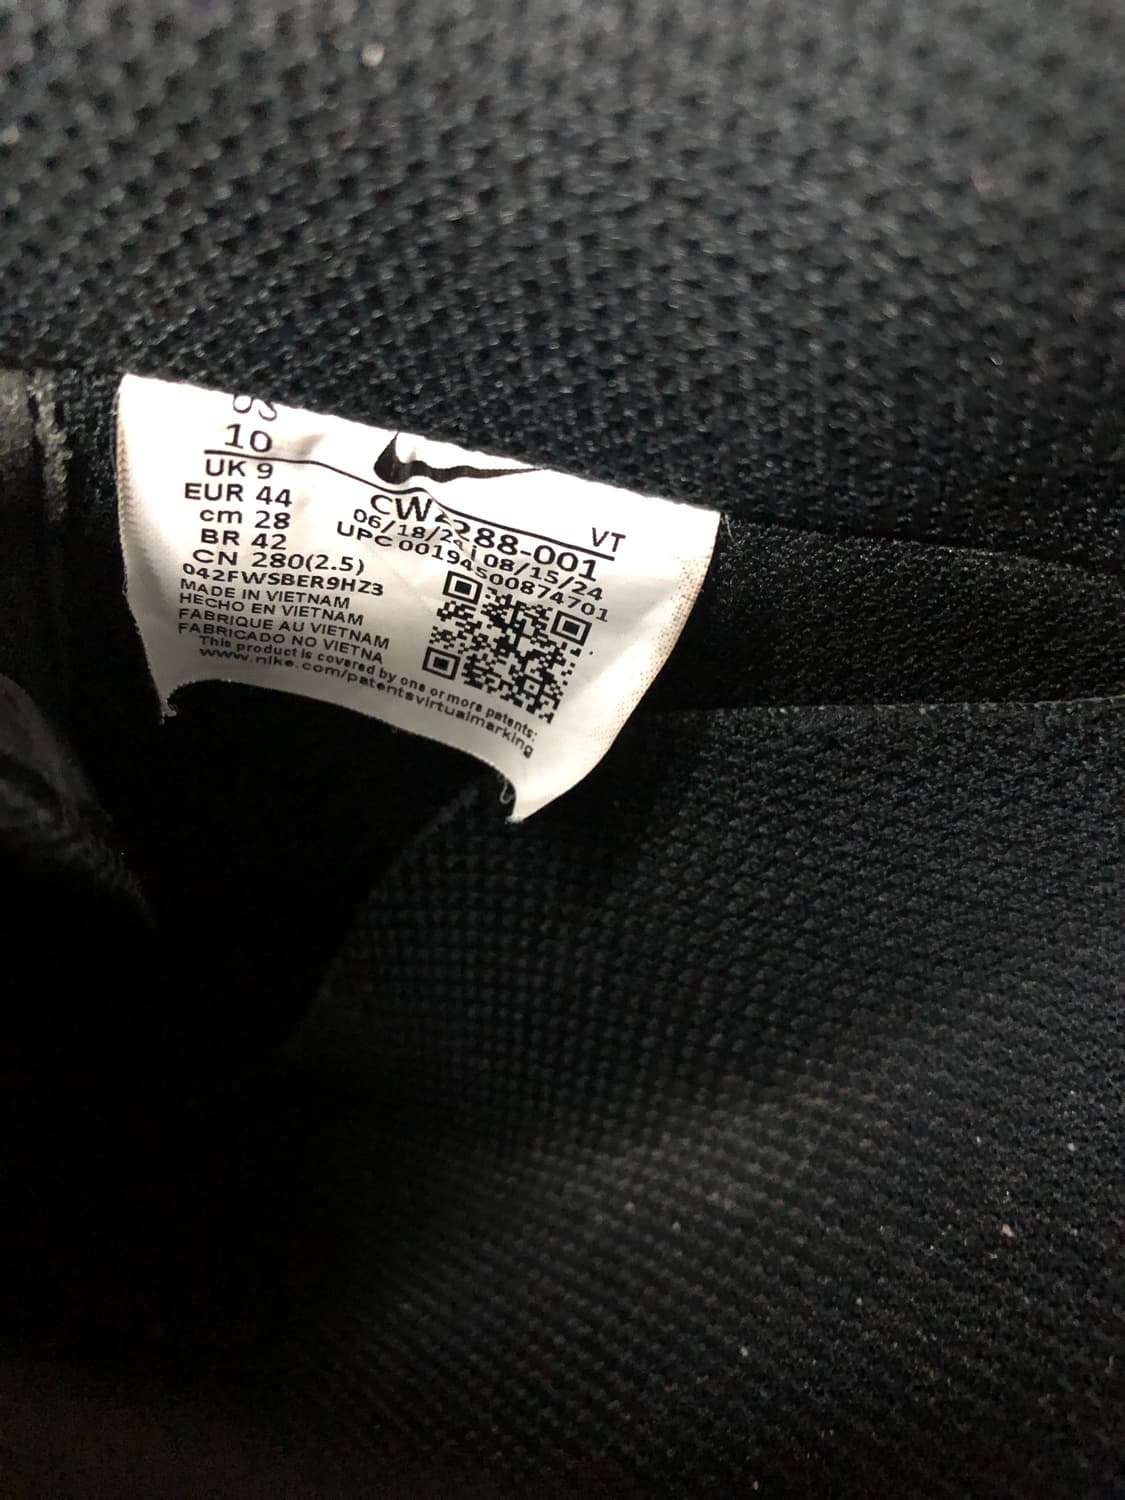 US
10
UK 9
EUR 44
cm 28
BR 42
CN 280(2.5)
042FWSBER9HZ3
MADE IN VIETNAM
HECHO EN VIETNAM
FABRIQUE AU VIETNAM
FABRICADO NO VIETNA
This product is covered by one or more patents:
www.nike.com/patentsvirtualmarking
VT
CW2288-001
08/15/24
UPC 00194500874701